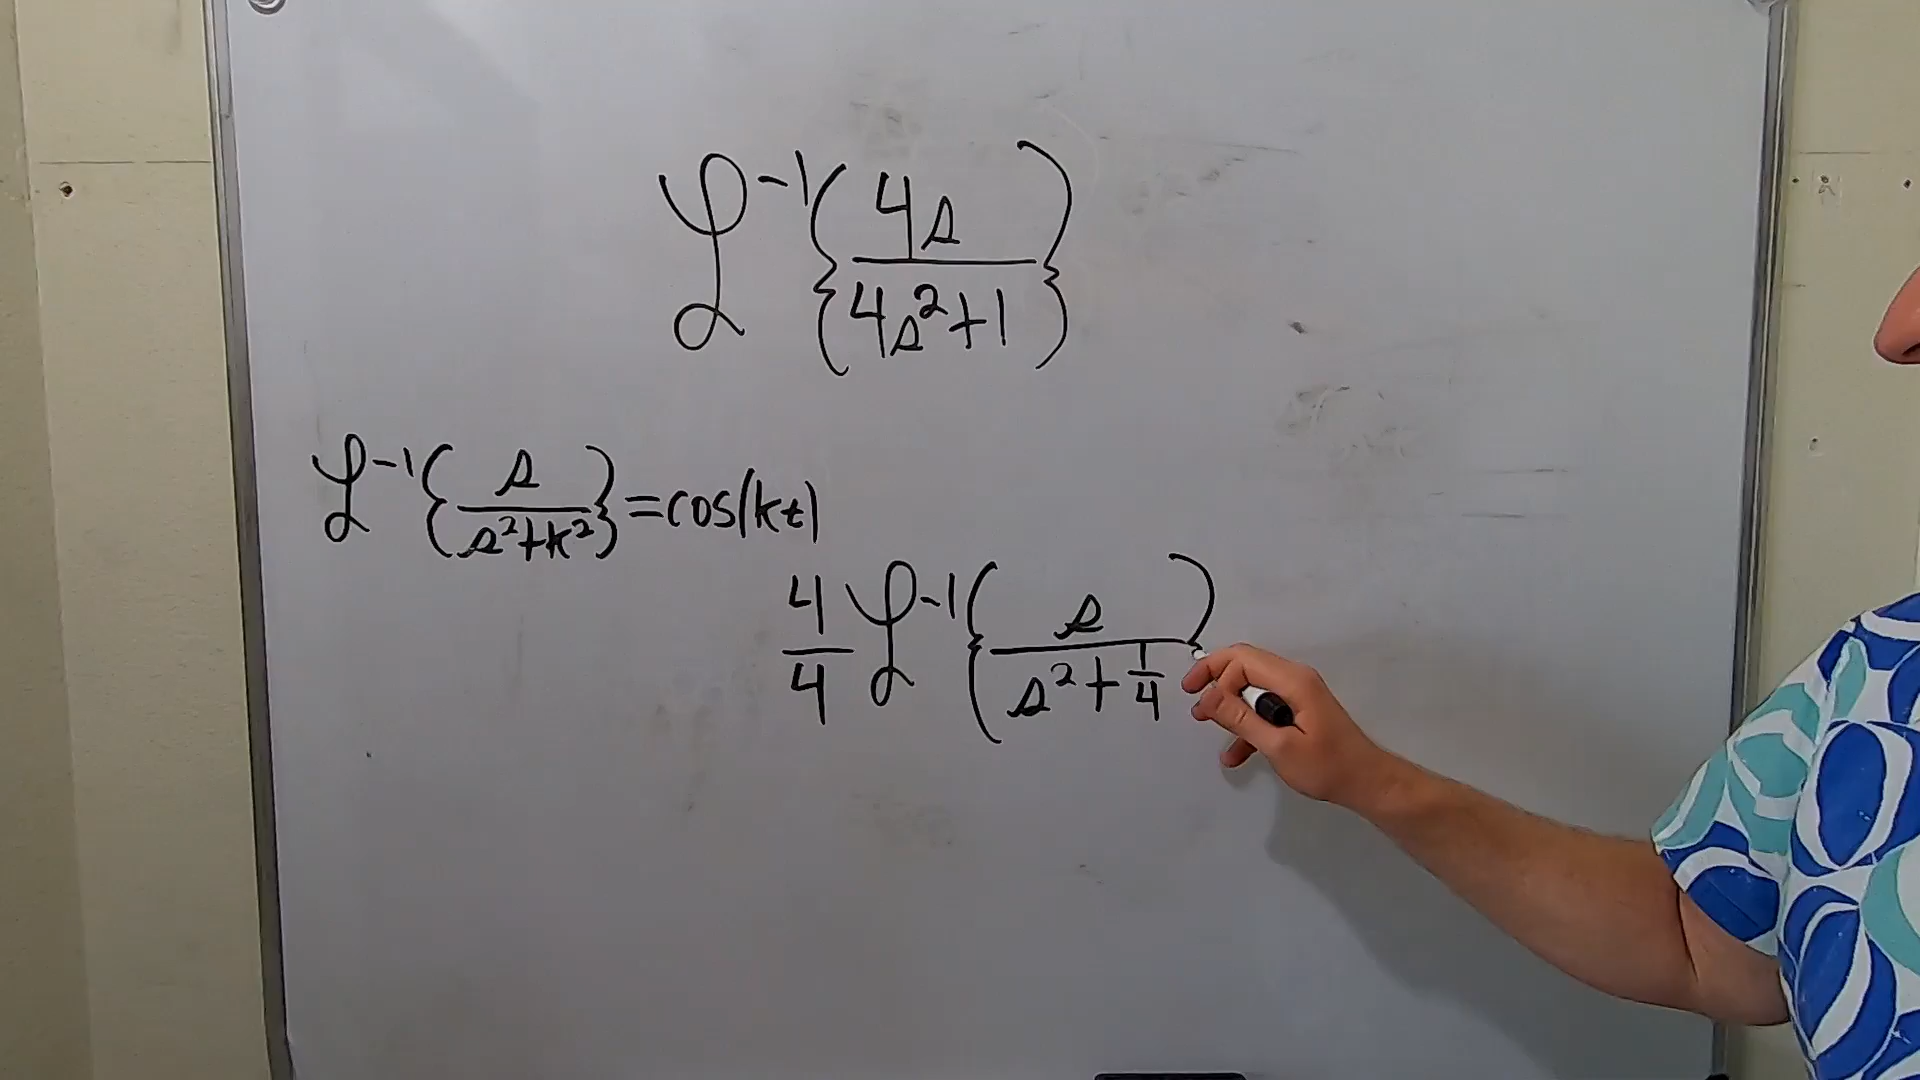 ℒ⁻¹{4s/(4s²+1)}
ℒ⁻¹{s/(s²+k²)}=cos(kt)
4/4 ℒ⁻¹{s/(s²+1/4)